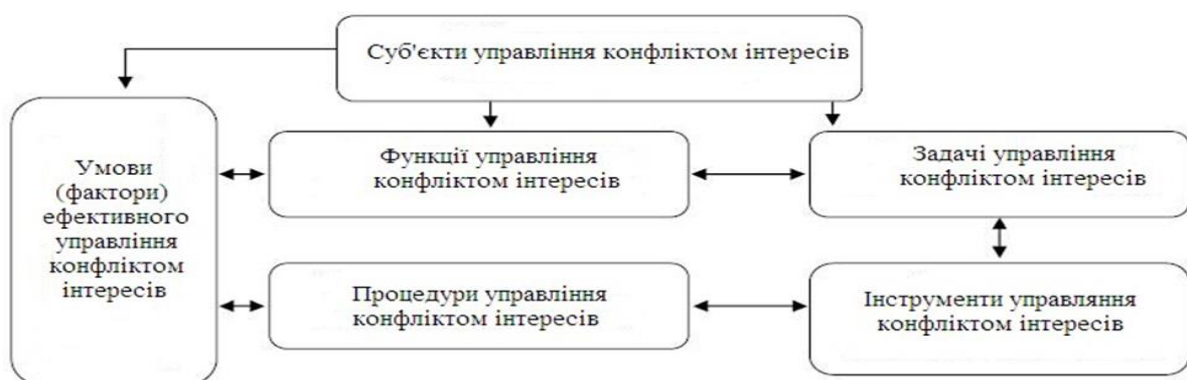 Суб'єкти управління конфліктом інтересів
Умови
(фактори)
ефективного
управління
конфліктом
інтересів
Функції управління
конфліктом інтересів
Задачі управління
конфліктом інтересів
Процедури управління
конфліктом інтересів
Інструменти управляння
конфліктом інтересів